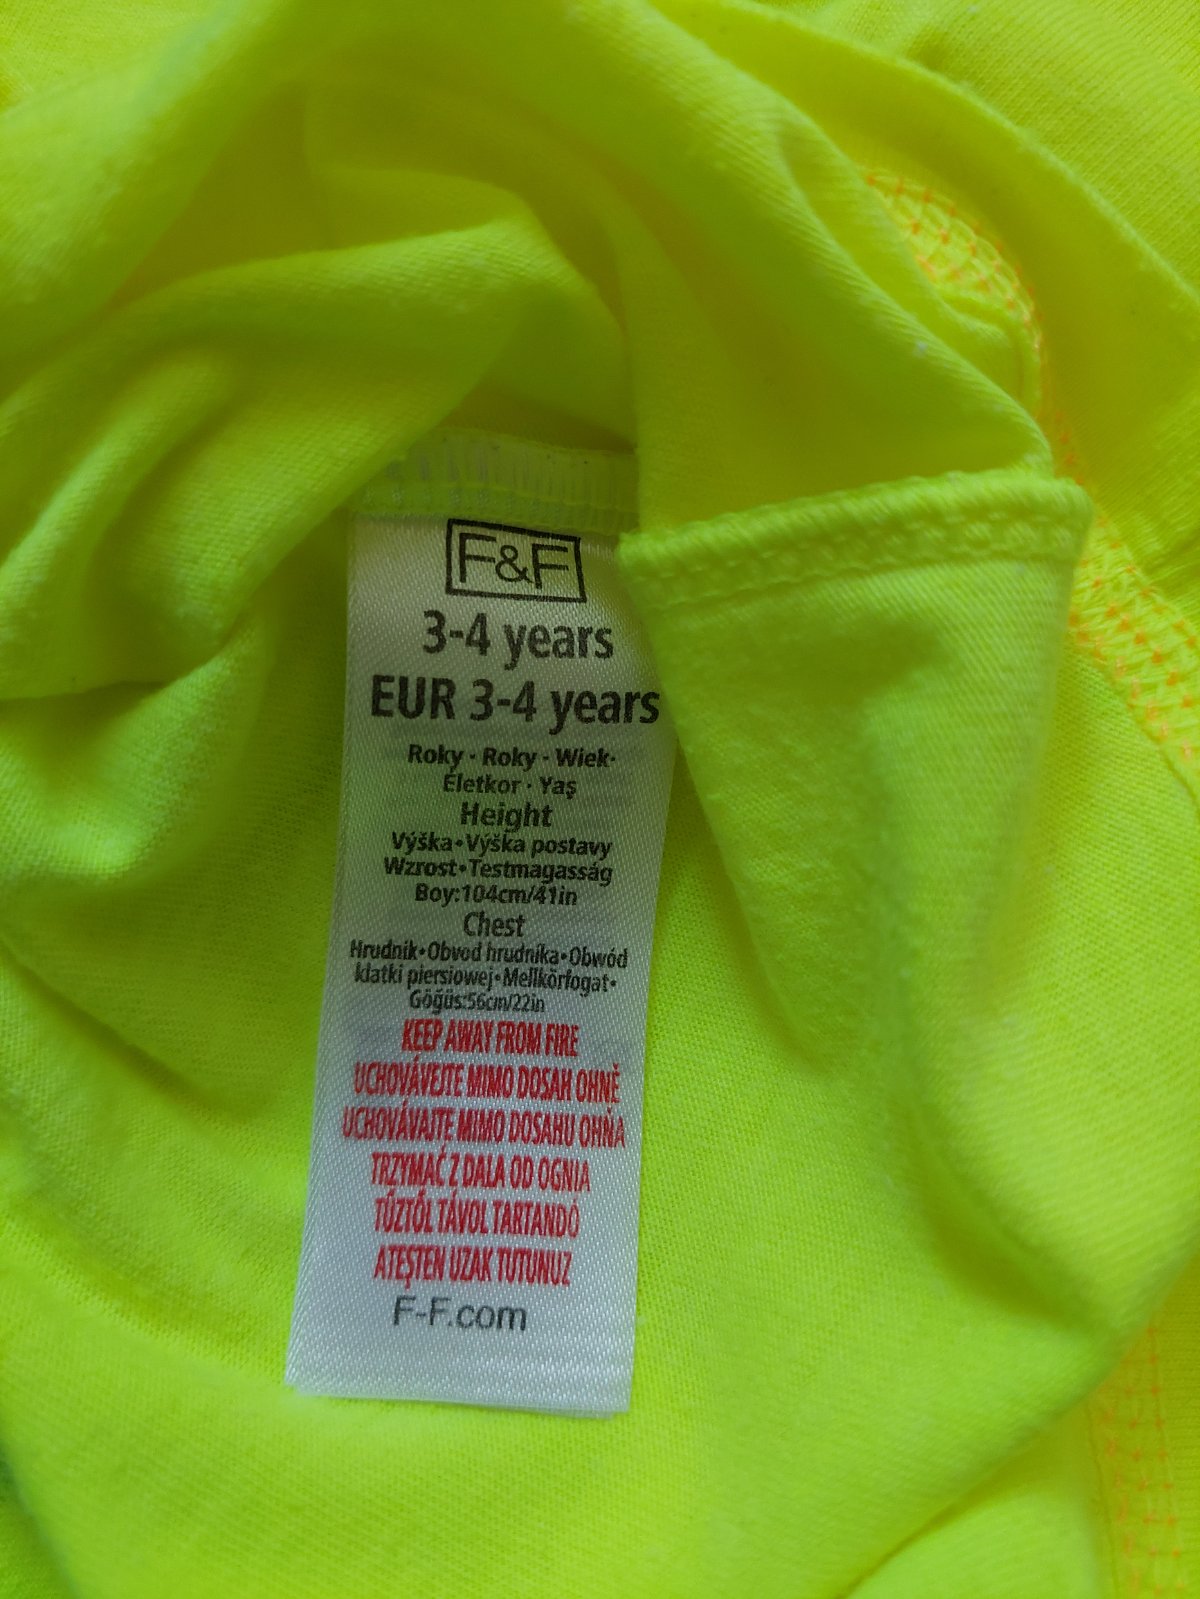 F&F
3-4 years
EUR 3-4 years
Roky · Roky · Wiek·
Életkor · Yaş
Height
Výška•Výška postavy
Wzrost•Testmagasság
Boy:104cm/41in
Chest
Hrudník•Obvod hrudníka•Obwód
klatki piersiowej•Mellkörfogat•
Göğüs:56cm/22in
KEEP AWAY FROM FIRE
UCHOVÁVEJTE MIMO DOSAH OHNĚ
UCHOVÁVAJTE MIMO DOSAHU OHŇA
TRZYMAĆ Z DALA OD OGNIA
TŰZTŐL TÁVOL TARTANDÓ
ATEŞTEN UZAK TUTUNUZ
F-F.com